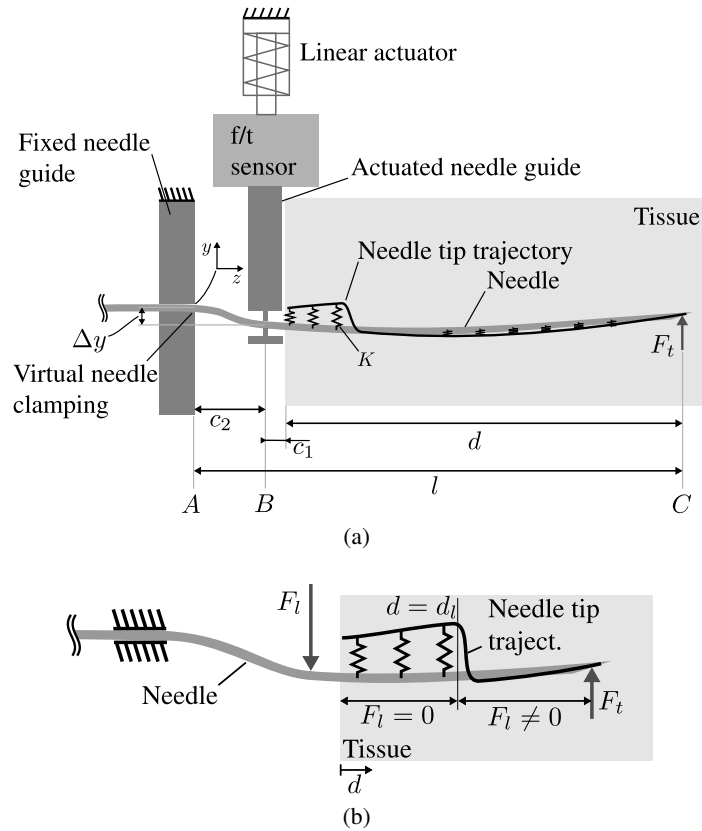 Linear actuator
f/t
sensor
Fixed needle
guide
Actuated needle guide
Tissue
y
z
Needle tip trajectory
Needle
Δy
K
F_t
Virtual needle
clamping
c_2
c_1
d
l
A
B
C
(a)
F_l
d = d_l
Needle tip
traject.
Needle
F_l = 0
F_l ≠ 0
F_t
Tissue
d
(b)